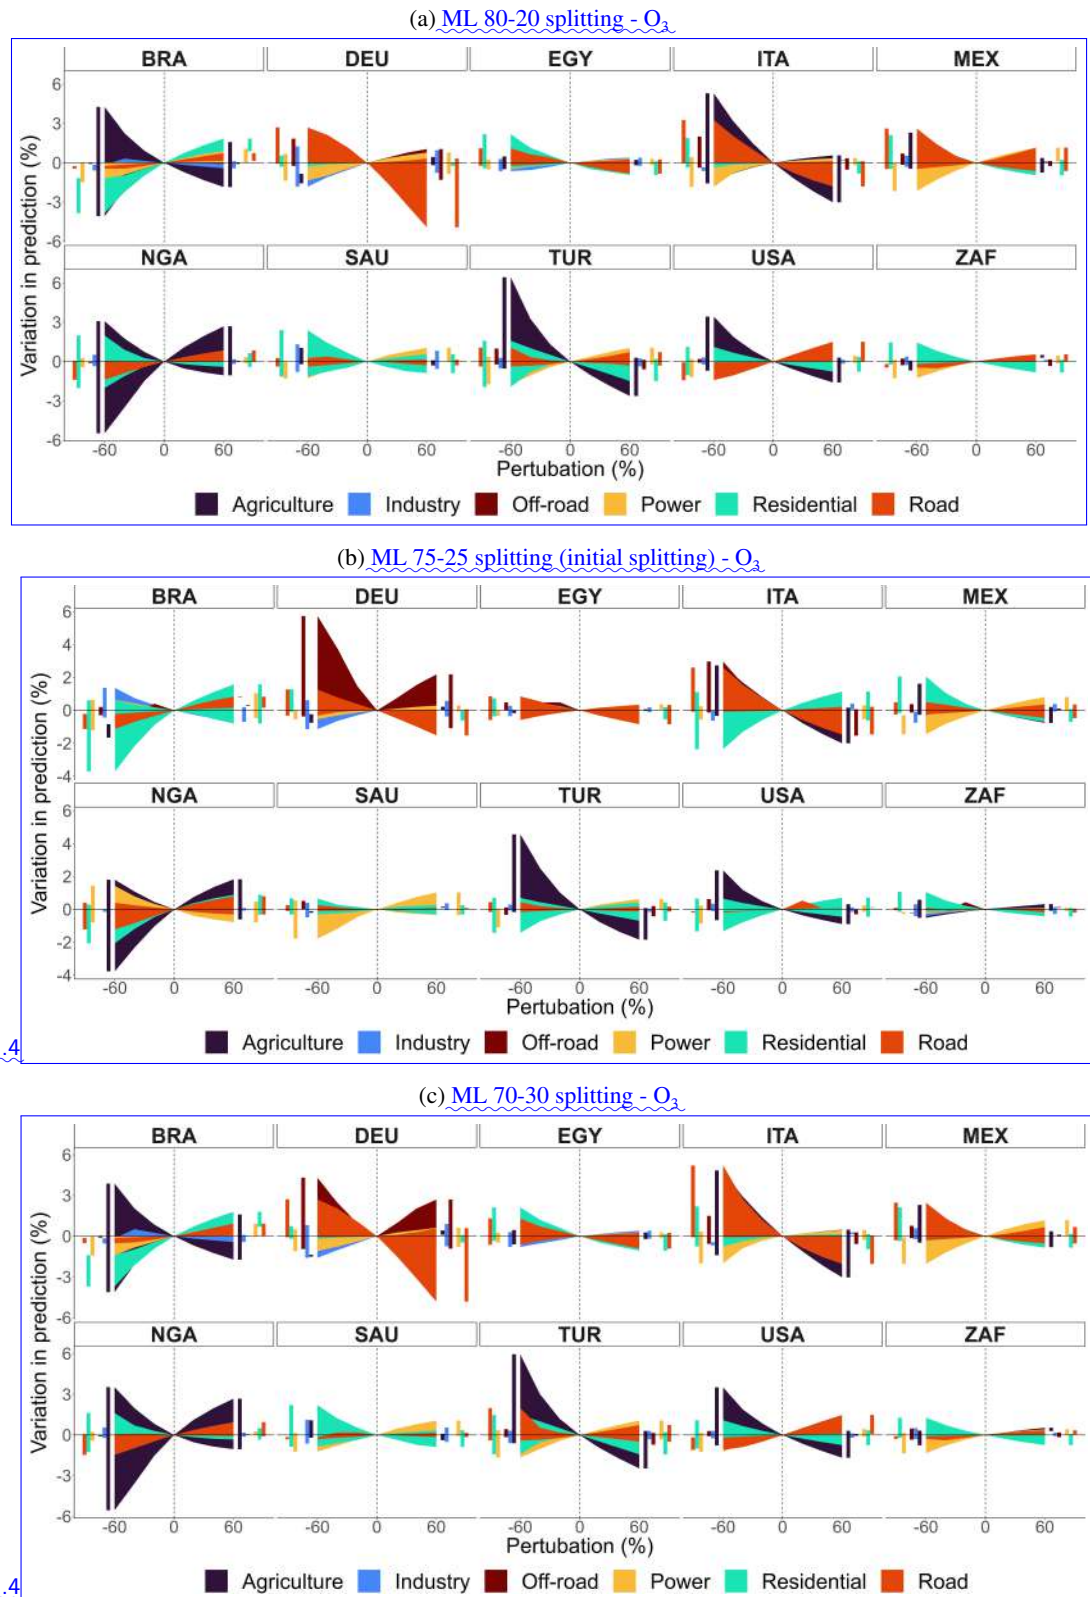 (a) ML 80-20 splitting - O3
BRA DEU EGY ITA MEX
6
3
0
-3
-6
NGA SAU TUR USA ZAF
6
3
0
-3
-6
Variation in prediction (%)
-60 0 60 -60 0 60 -60 0 60 -60 0 60 -60 0 60
Pertubation (%)
Agriculture Industry Off-road Power Residential Road
(b) ML 75-25 splitting (initial splitting) - O3
BRA DEU EGY ITA MEX
6
4
2
0
-2
-4
NGA SAU TUR USA ZAF
6
4
2
0
-2
-4
Variation in prediction (%)
-60 0 60 -60 0 60 -60 0 60 -60 0 60 -60 0 60
Pertubation (%)
Agriculture Industry Off-road Power Residential Road
.4
(c) ML 70-30 splitting - O3
BRA DEU EGY ITA MEX
6
3
0
-3
-6
NGA SAU TUR USA ZAF
6
3
0
-3
-6
Variation in prediction (%)
-60 0 60 -60 0 60 -60 0 60 -60 0 60 -60 0 60
Pertubation (%)
Agriculture Industry Off-road Power Residential Road
.4